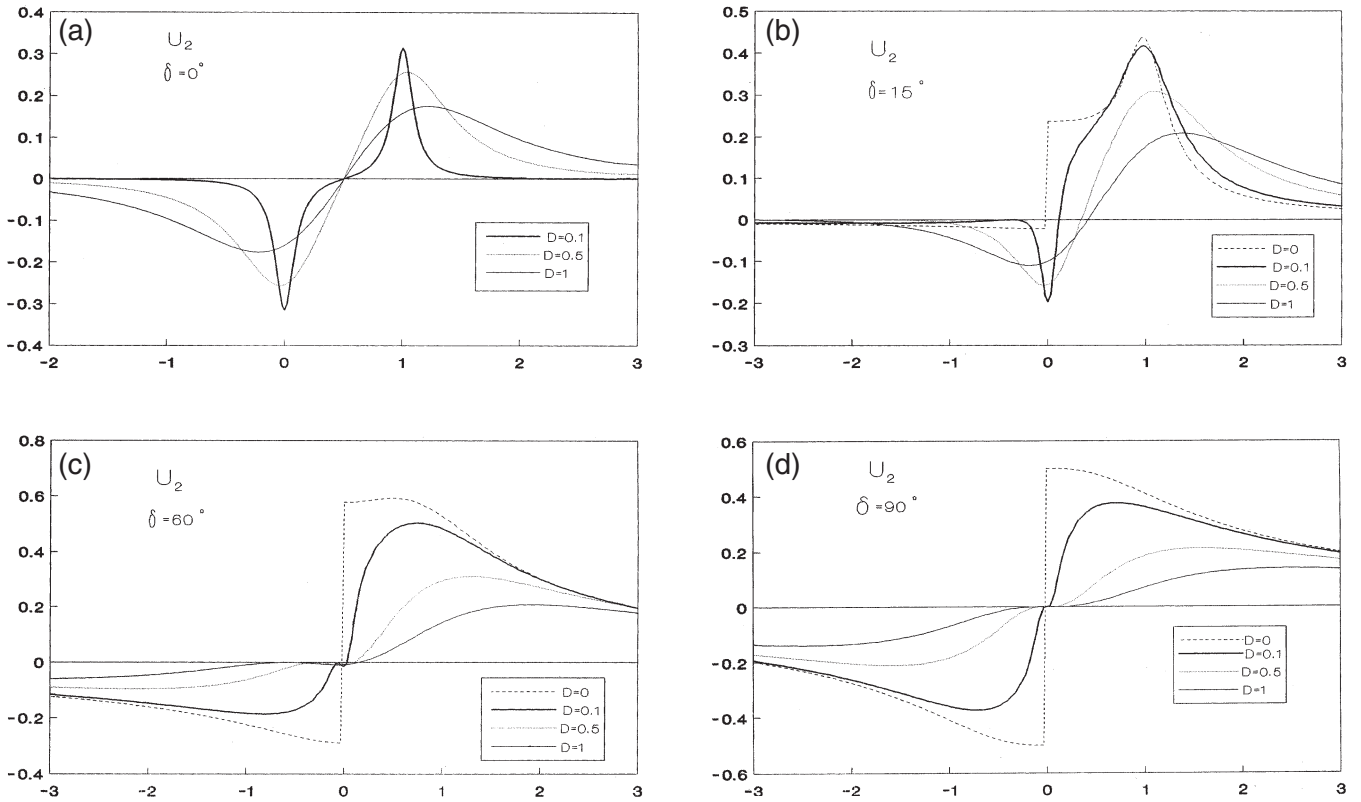 (a)
U₂
δ=0°
0.4
0.3
0.2
0.1
0
-0.1
-0.2
-0.3
-0.4
-2
-1
0
1
2
3
D=0.1
D=0.5
D=1
(b)
U₂
δ=15°
0.5
0.4
0.3
0.2
0.1
0
-0.1
-0.2
-0.3
-3
-2
-1
0
1
2
3
D=0
D=0.1
D=0.5
D=1
(c)
U₂
δ=60°
0.8
0.6
0.4
0.2
0
-0.2
-0.4
-3
-2
-1
0
1
2
3
D=0
D=0.1
D=0.5
D=1
(d)
U₂
δ=90°
0.6
0.4
0.2
0
-0.2
-0.4
-0.6
-3
-2
-1
0
1
2
3
D=0
D=0.1
D=0.5
D=1